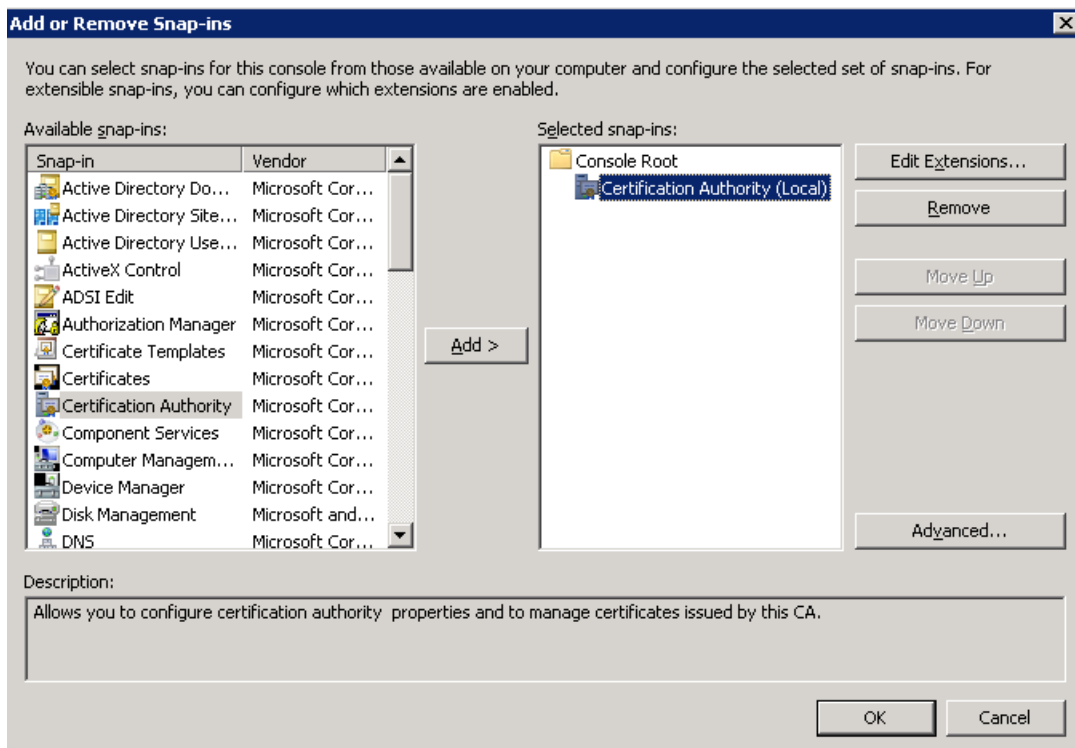 Add or Remove Snap-ins
You can select snap-ins for this console from those available on your computer and configure the selected set of snap-ins. For
extensible snap-ins, you can configure which extensions are enabled.
Available snap-ins:
Snap-in Vendor
Active Directory Do... Microsoft Cor...
Active Directory Site... Microsoft Cor...
Active Directory Use... Microsoft Cor...
ActiveX Control Microsoft Cor...
ADSI Edit Microsoft Cor...
Authorization Manager Microsoft Cor...
Certificate Templates Microsoft Cor...
Certificates Microsoft Cor...
Certification Authority Microsoft Cor...
Component Services Microsoft Cor...
Computer Managem... Microsoft Cor...
Device Manager Microsoft Cor...
Disk Management Microsoft and...
DNS Microsoft Cor...
Add >
Selected snap-ins:
Console Root
Certification Authority (Local)
Edit Extensions...
Remove
Move Up
Move Down
Advanced...
Description:
Allows you to configure certification authority properties and to manage certificates issued by this CA.
OK Cancel